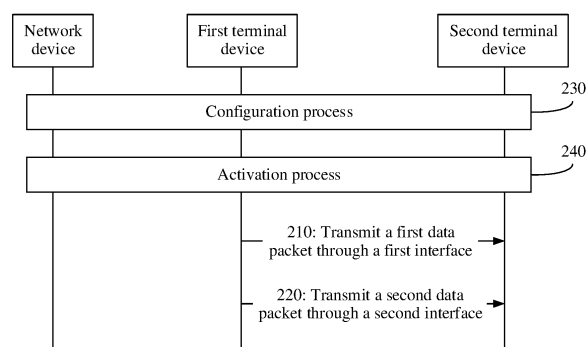 Network
device
First terminal
device
Second terminal
device
230
Configuration process
240
Activation process
210: Transmit a first data
packet through a first interface
220: Transmit a second data
packet through a second interface